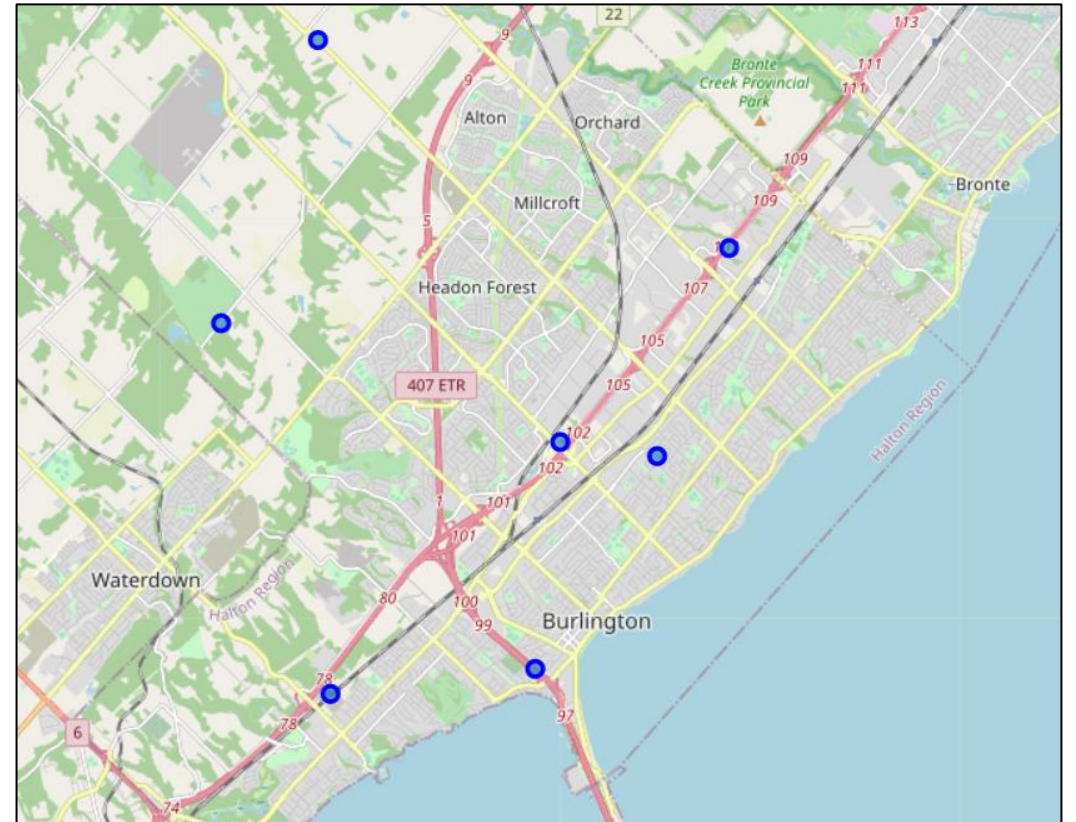 22
113
9
111
111
Bronte
Creek Provincial
Park
9
Alton
Orchard
109
109
Bronte
Millcroft
5
Headon Forest
107
105
105
407 ETR
Halton Region
102
102
1
101
101
Waterdown
80
Halton Region
100
99
Burlington
78
78
97
6
74